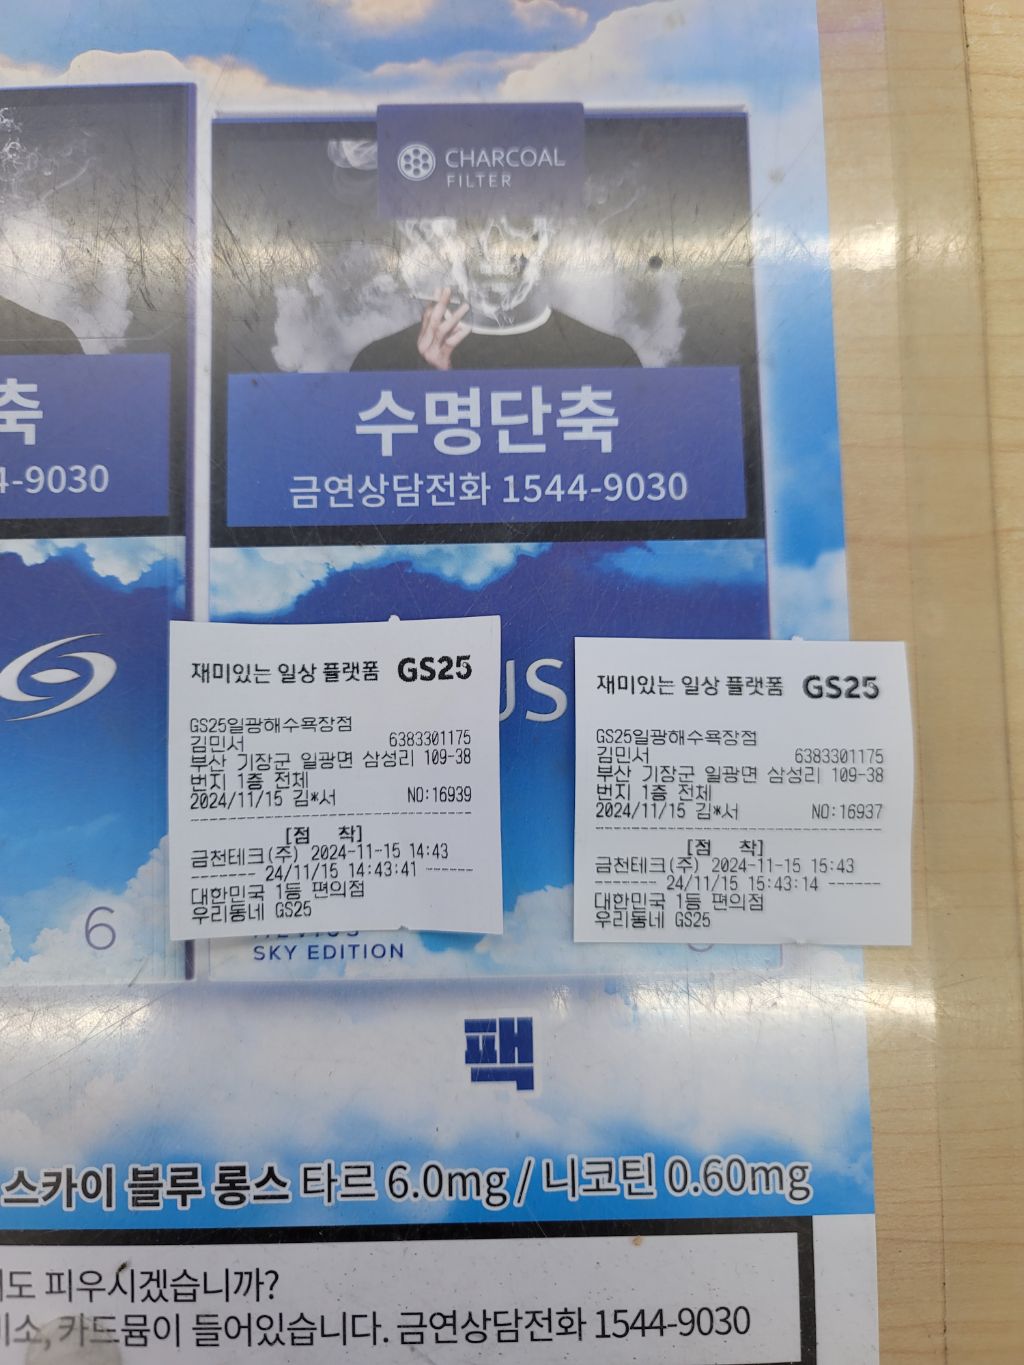 CHARCOAL
FILTER
축
수명단축
4-9030
금연상담전화 1544-9030
US
재미있는 일상 플랫폼 GS25
GS25일광해수욕장점
김민서 6383301175
부산 기장군 일광면 삼성리 109-38
번지 1층 전체
2024/11/15 김*서 NO:16939
[점 착]
금천테크(주) 2024-11-15 14:43
------- 24/11/15 14:43:41 -------
대한민국 1등 편의점
우리동네 GS25
재미있는 일상 플랫폼 GS25
GS25일광해수욕장점
김민서 6383301175
부산 기장군 일광면 삼성리 109-38
번지 1층 전체
2024/11/15 김*서 NO:16937
[점 착]
금천테크(주) 2024-11-15 15:43
------- 24/11/15 15:43:14 ------
대한민국 1등 편의점
우리동네 GS25
6
SKY EDITION
팩
스카이 블루 롱스 타르 6.0mg / 니코틴 0.60mg
도 피우시겠습니까?
미소, 카드뮴이 들어있습니다. 금연상담전화 1544-9030